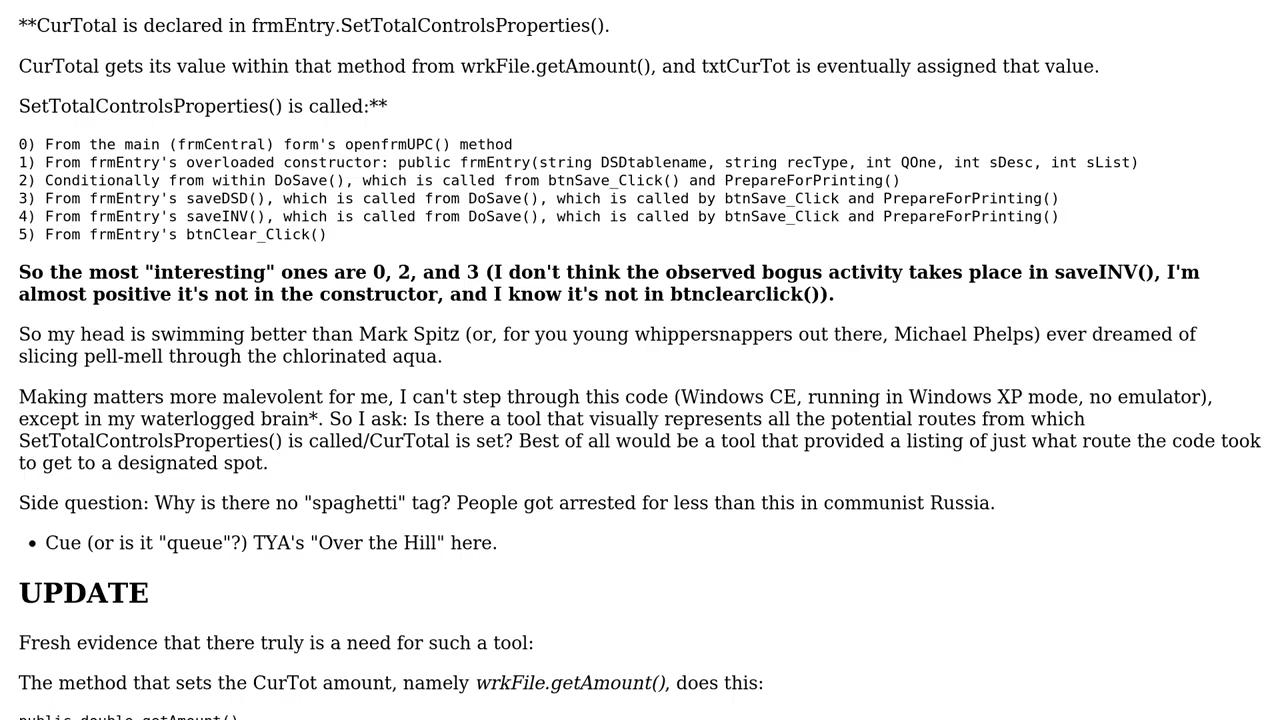 **CurTotal is declared in frmEntry.SetTotalControlsProperties().
CurTotal gets its value within that method from wrkFile.getAmount(), and txtCurTot is eventually assigned that value.
SetTotalControlsProperties() is called:**
0) From the main (frmCentral) form's openfrmUPC() method
1) From frmEntry's overloaded constructor: public frmEntry(string DSDtablename, string recType, int QOne, int sDesc, int sList)
2) Conditionally from within DoSave(), which is called from btnSave_Click() and PrepareForPrinting()
3) From frmEntry's saveDSD(), which is called from DoSave(), which is called by btnSave_Click and PrepareForPrinting()
4) From frmEntry's saveINV(), which is called from DoSave(), which is called by btnSave_Click and PrepareForPrinting()
5) From frmEntry's btnClear_Click()
So the most "interesting" ones are 0, 2, and 3 (I don't think the observed bogus activity takes place in saveINV(), I'm
almost positive it's not in the constructor, and I know it's not in btnclearclick()).
So my head is swimming better than Mark Spitz (or, for you young whippersnappers out there, Michael Phelps) ever dreamed of
slicing pell-mell through the chlorinated aqua.
Making matters more malevolent for me, I can't step through this code (Windows CE, running in Windows XP mode, no emulator),
except in my waterlogged brain*. So I ask: Is there a tool that visually represents all the potential routes from which
SetTotalControlsProperties() is called/CurTotal is set? Best of all would be a tool that provided a listing of just what route the code took
to get to a designated spot.
Side question: Why is there no "spaghetti" tag? People got arrested for less than this in communist Russia.
• Cue (or is it "queue"?) TYA's "Over the Hill" here.
UPDATE
Fresh evidence that there truly is a need for such a tool:
The method that sets the CurTot amount, namely wrkFile.getAmount(), does this:
public double getAmount()